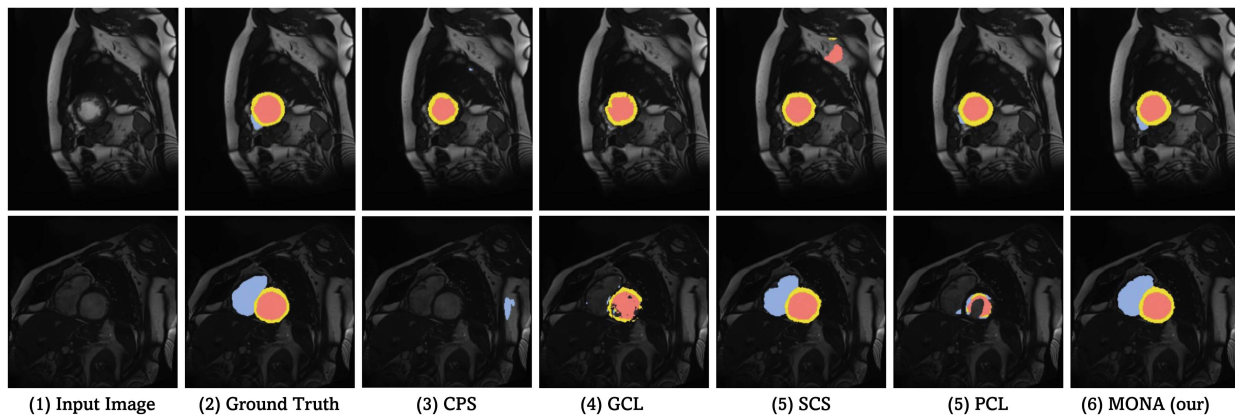 (1) Input Image (2) Ground Truth (3) CPS (4) GCL (5) SCS (5) PCL (6) MONA (our)